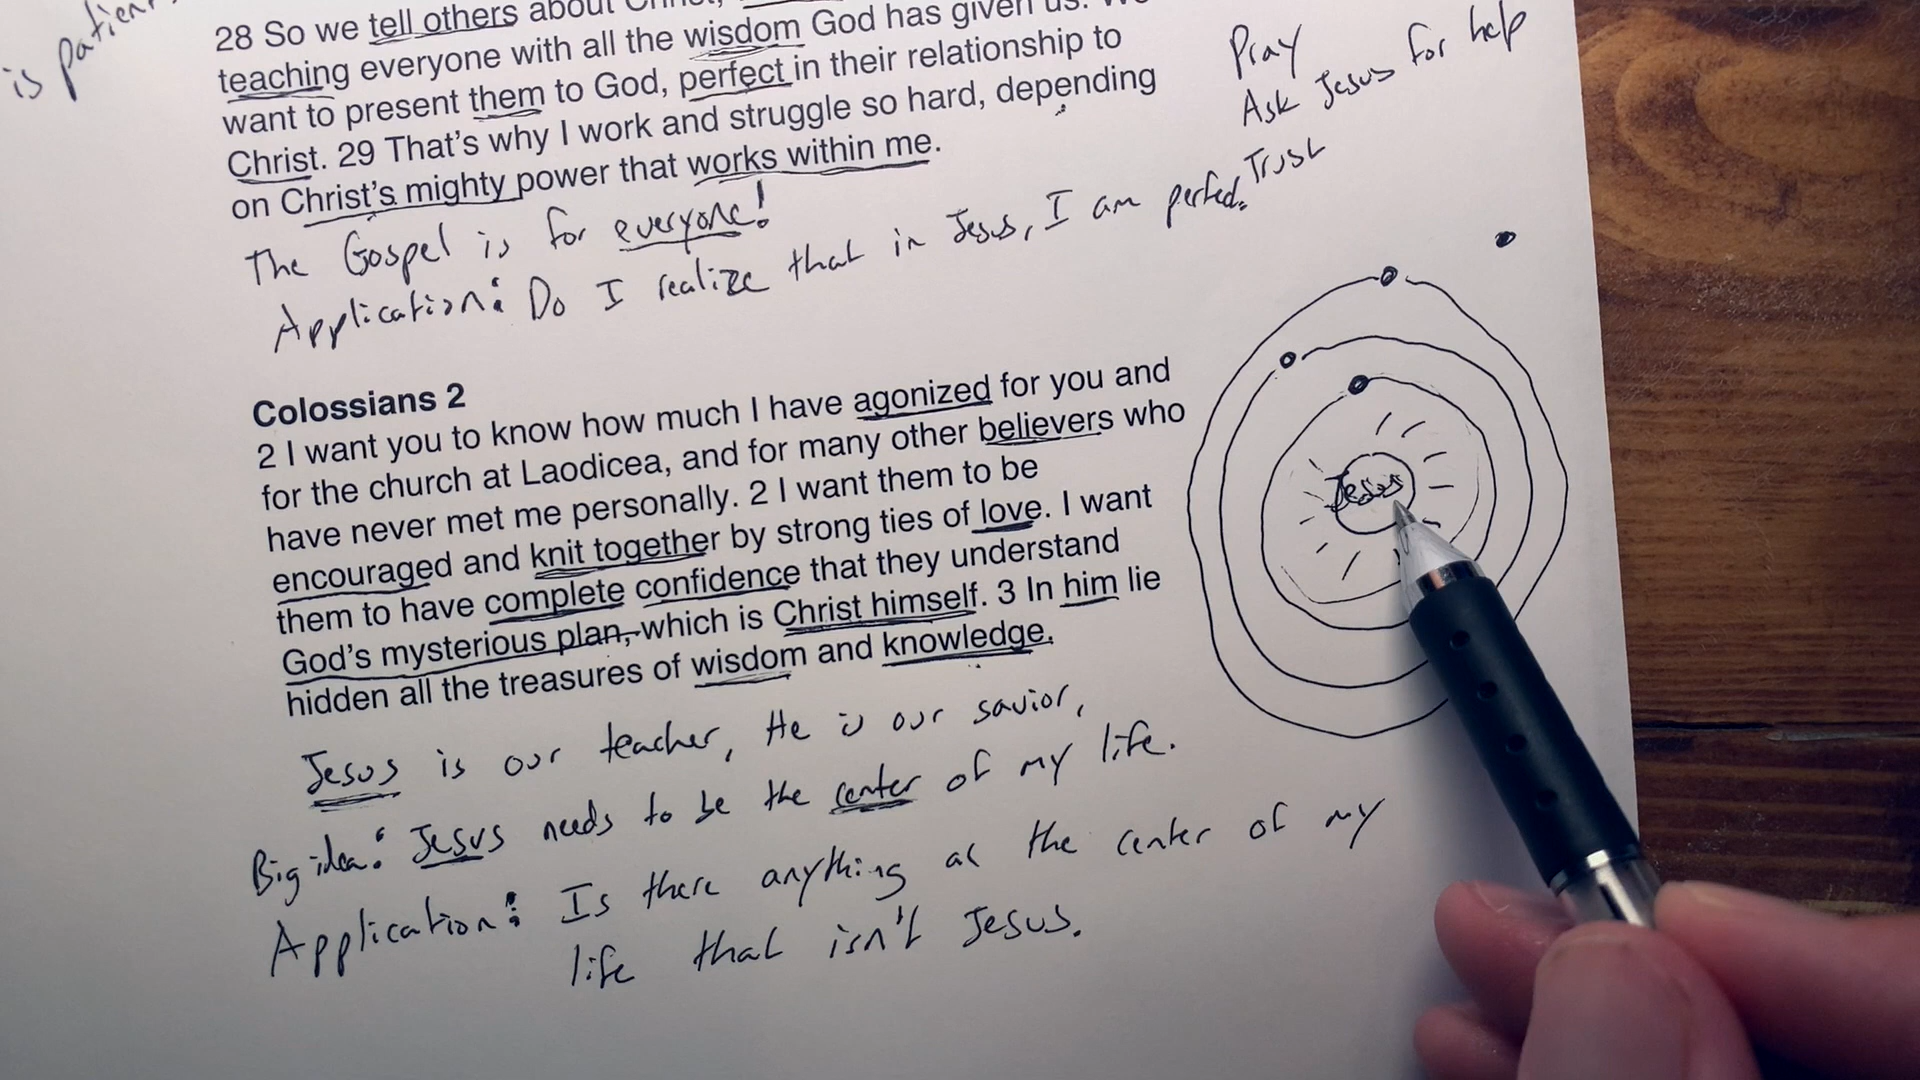 is patient
28 So we tell others about Christ,
teaching everyone with all the wisdom God has given us. We
want to present them to God, perfect in their relationship to
Christ. 29 That's why I work and struggle so hard, depending
on Christ's mighty power that works within me.
The Gospel is for everyone!
Application: Do I realize that in Jesus, I am perfect.
Pray
Ask Jesus for help
Trust
Colossians 2
2 I want you to know how much I have agonized for you and
for the church at Laodicea, and for many other believers who
have never met me personally. 2 I want them to be
encouraged and knit together by strong ties of love. I want
them to have complete confidence that they understand
God's mysterious plan, which is Christ himself. 3 In him lie
hidden all the treasures of wisdom and knowledge.
Jesus
Jesus is our teacher, He is our savior,
Big idea: Jesus needs to be the center of my life.
Application: Is there anything at the center of my
life that isn't Jesus.